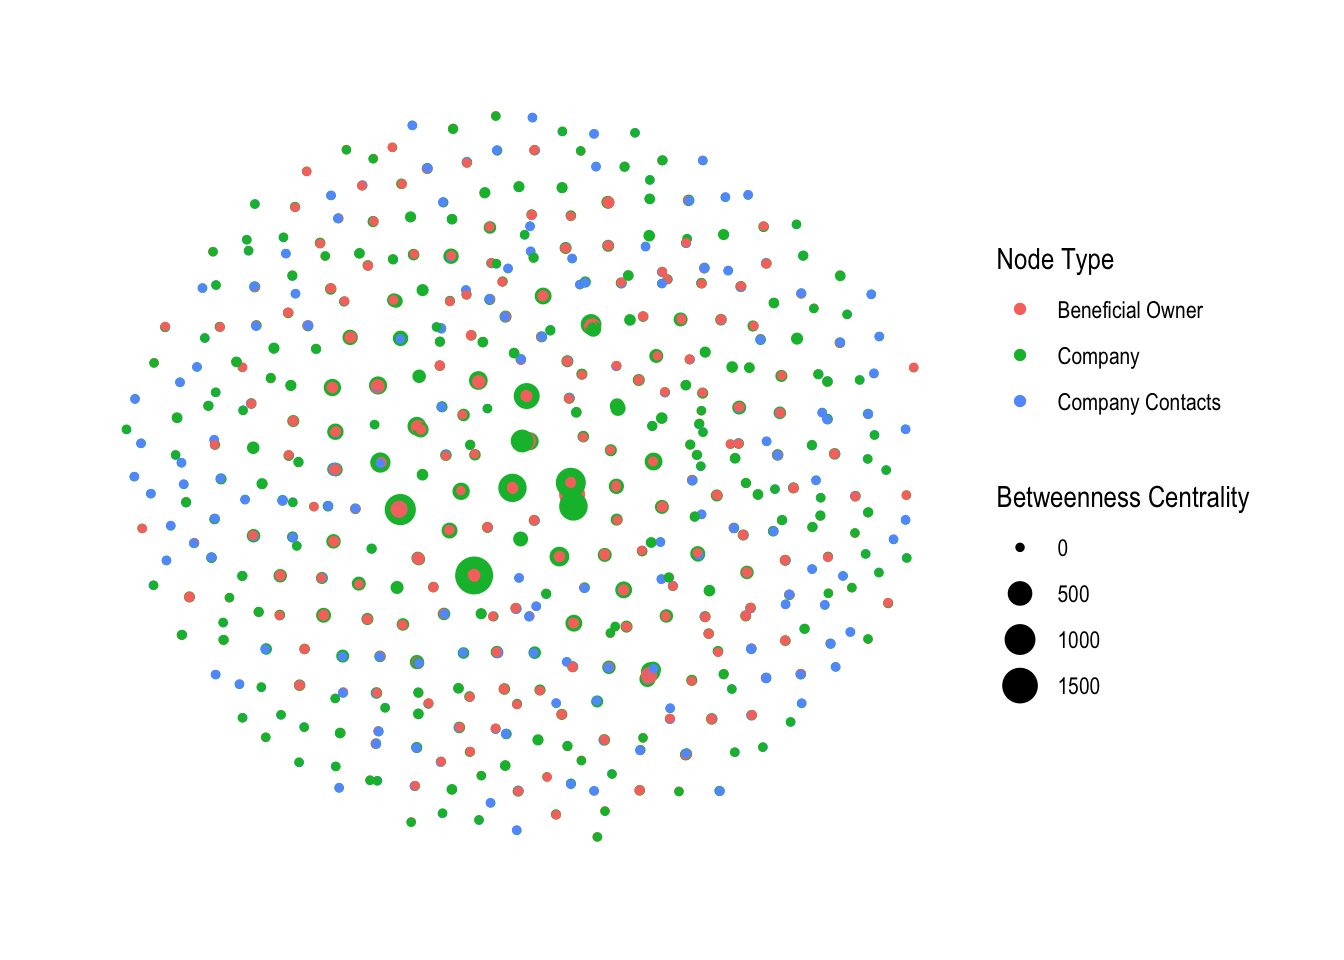 Node Type
Beneficial Owner
Company
Company Contacts
Betweenness Centrality
0
500
1000
1500